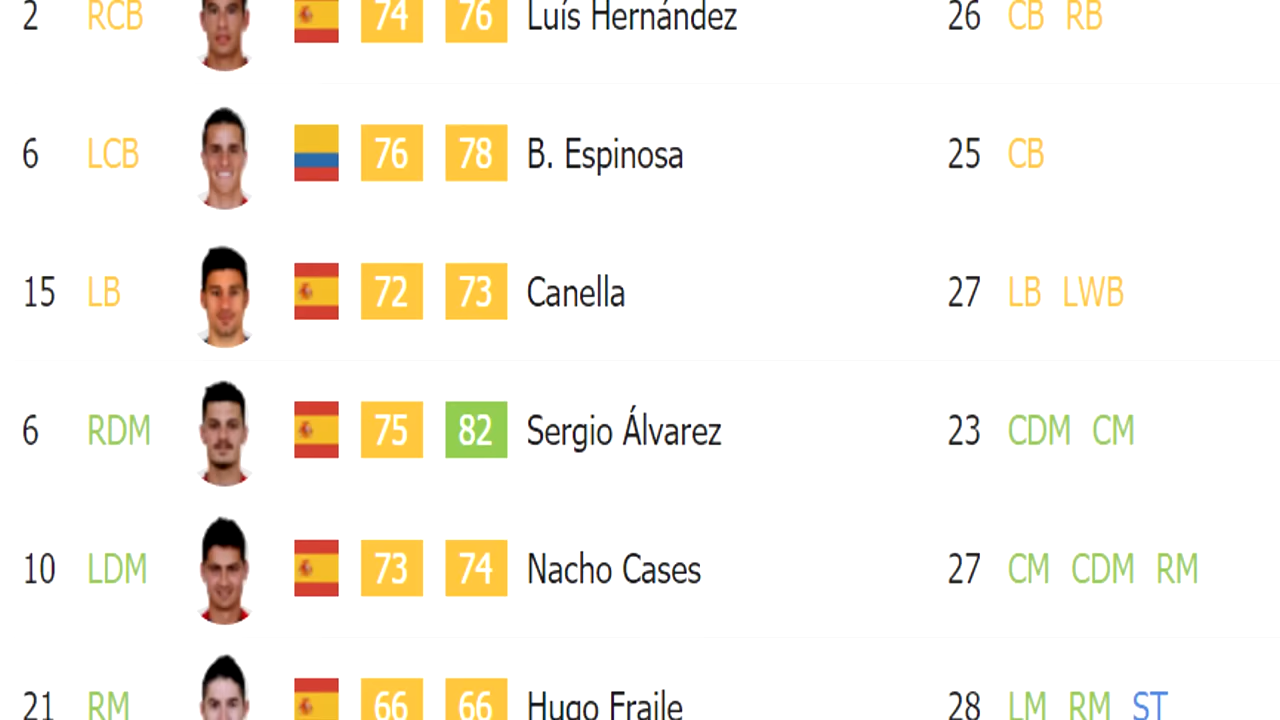 2 RCB 74 76 Luís Hernández 26 CB RB
6 LCB 76 78 B. Espinosa 25 CB
15 LB 72 73 Canella 27 LB LWB
6 RDM 75 82 Sergio Álvarez 23 CDM CM
10 LDM 73 74 Nacho Cases 27 CM CDM RM
21 RM 66 66 Hugo Fraile 28 LM RM ST